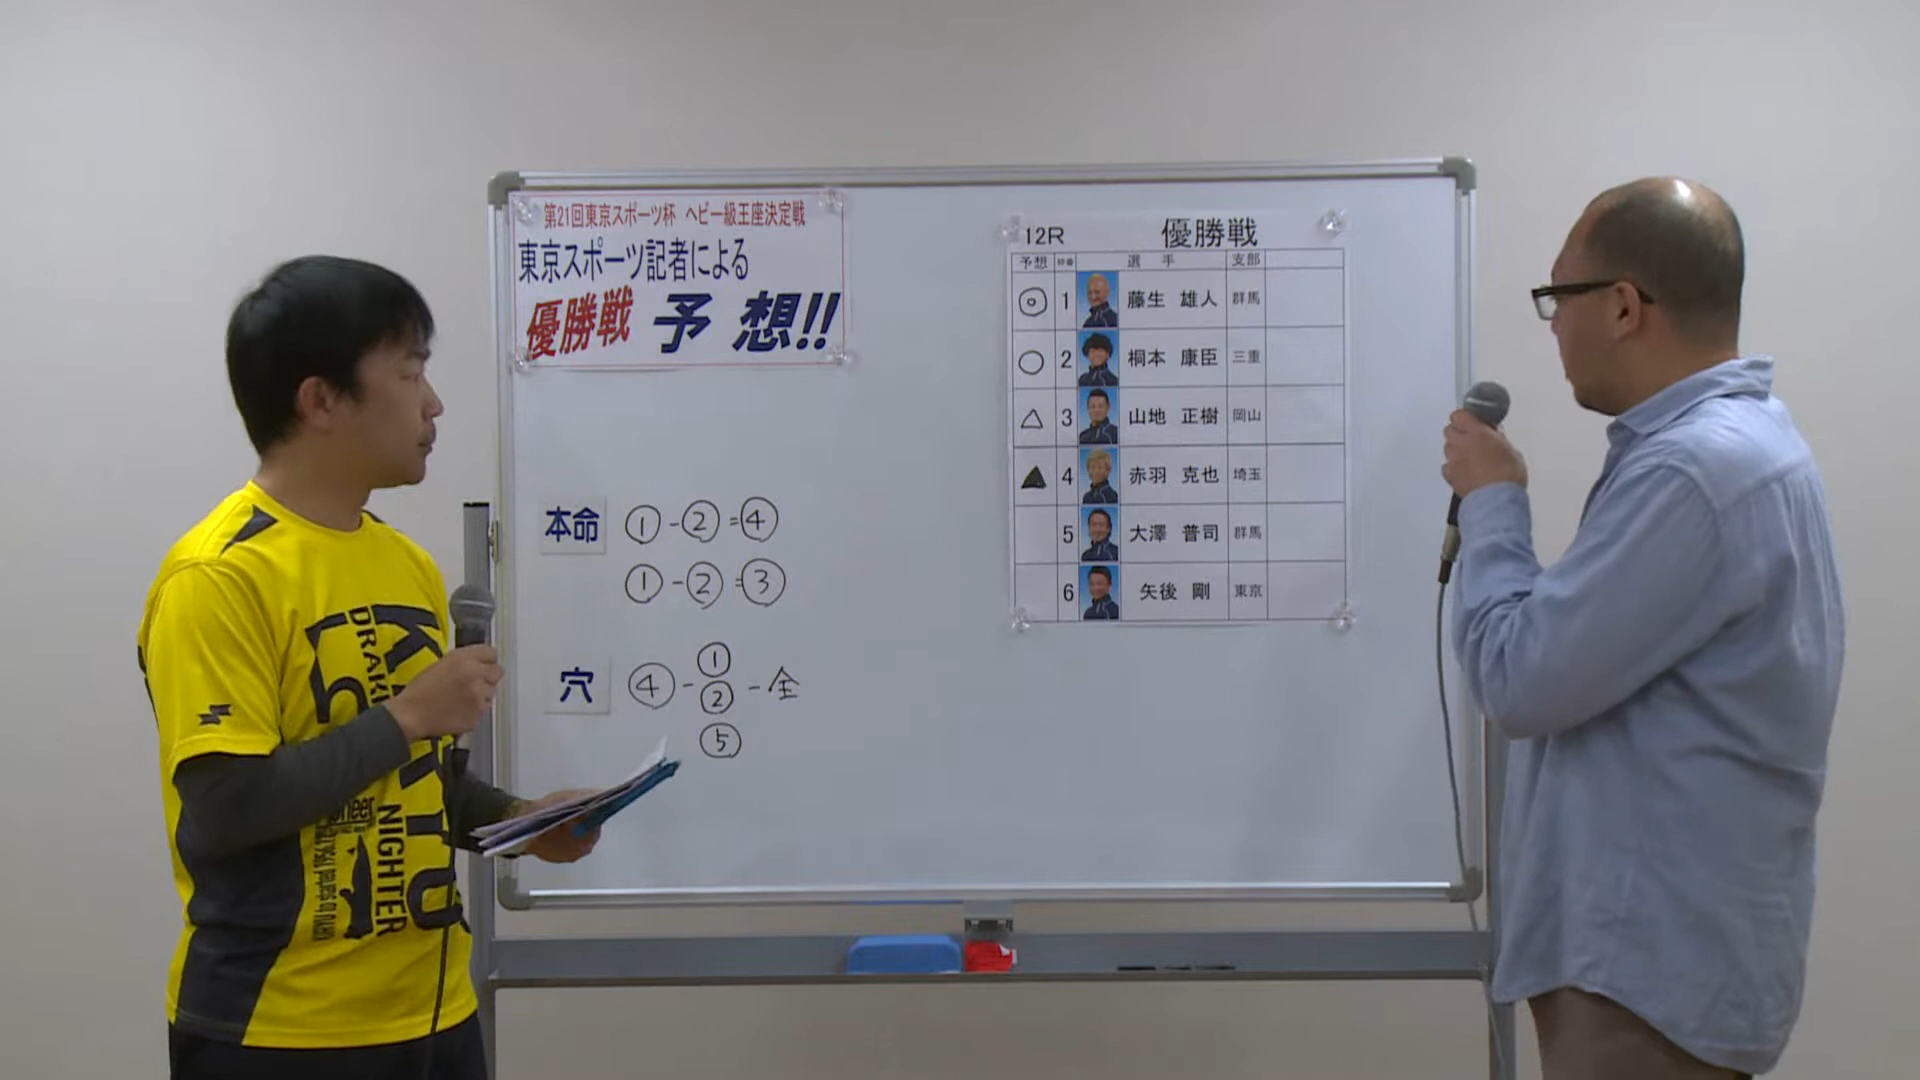 第21回東京スポーツ杯 ヘビー級王座決定戦
東京スポーツ記者による
優勝戦 予想!!
12R 優勝戦
予想 枠番 選手 支部
◎ 1 藤生 雄人 群馬
○ 2 桐本 康臣 三重
△ 3 山地 正樹 岡山
▲ 4 赤羽 克也 埼玉
5 大澤 普司 群馬
6 矢後 剛 東京
本命 ①-②=④
①-②=③
穴 ④-①②⑤-全
NIGHTER